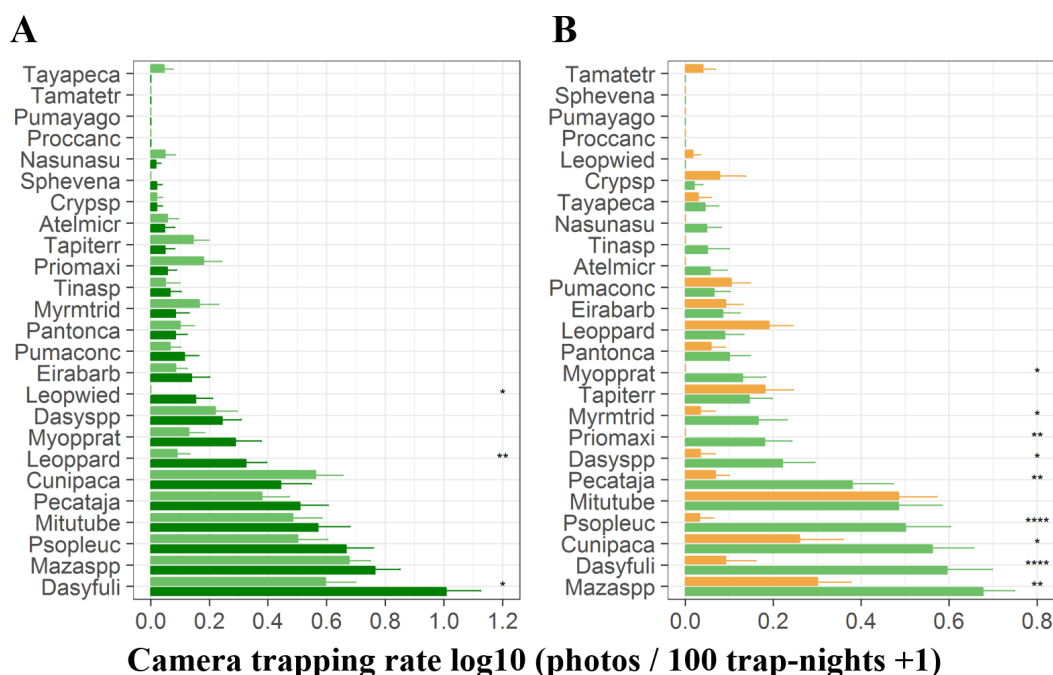 A
Tayapeca
Tamatetr
Pumayago
Proccanc
Nasunasu
Sphevena
Crypsp
Atelmicr
Tapiterr
Priomaxi
Tinasp
Myrmtrid
Pantonca
Pumaconc
Eirabarb
Leopwied *
Dasyspp
Myopprat
Leoppard **
Cunipaca
Pecataja
Mitutube
Psopleuc
Mazaspp
Dasyfuli *
0.0 0.2 0.4 0.6 0.8 1.0 1.2
B
Tamatetr
Sphevena
Pumayago
Proccanc
Leopwied
Crypsp
Tayapeca
Nasunasu
Tinasp
Atelmicr
Pumaconc
Eirabarb
Leoppard
Pantonca
Myopprat *
Tapiterr
Myrmtrid *
Priomaxi **
Dasyspp *
Pecataja **
Mitutube
Psopleuc ****
Cunipaca *
Dasyfuli ****
Mazaspp **
0.0 0.2 0.4 0.6 0.8
Camera trapping rate log10 (photos / 100 trap-nights +1)